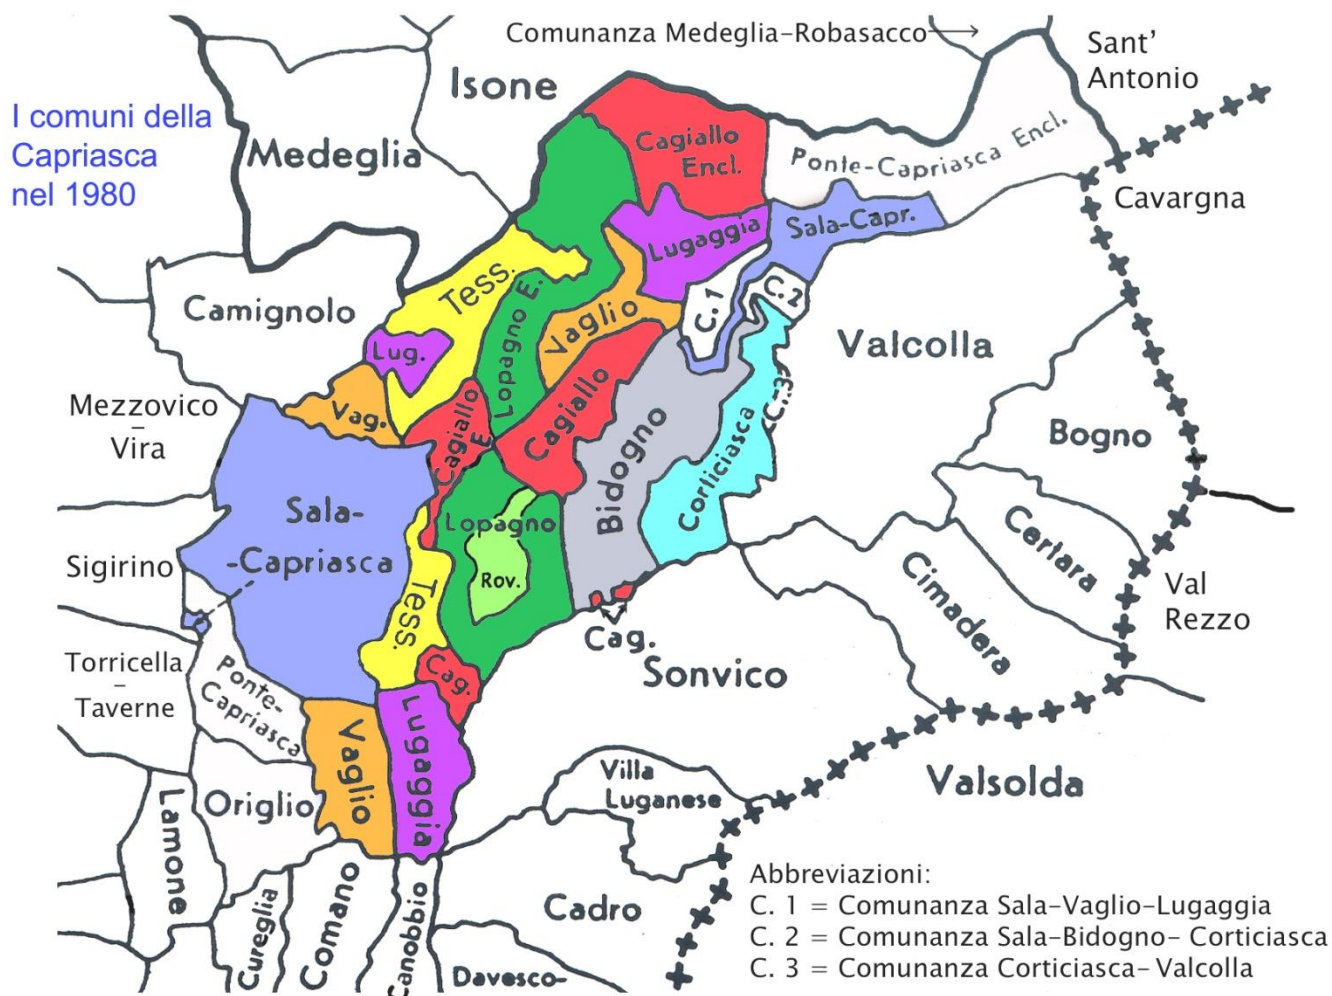 Comunanza Medeglia-Robasacco
Sant'
Antonio
Isone
I comuni della
Capriasca
nel 1980
Medeglia
Cagiallo
Encl.
Ponte-Capriasca Encl.
Cavargna
Sala-Capr.
Lugaggia
Tess.
Lopagno E.
C.1
C.2
Camignolo
Vaglio
Lug.
Valcolla
Mezzovico
-
Vira
Vag.
Cagiallo
E.
Cagiallo
Bidogno
Corticiasca
C.3
Bogno
Sala-
-Capriasca
Lopagno
Rov.
Certara
Cimadera
Sigirino
Tess.
Val
Rezzo
Cag.
Sonvico
Torricella
-
Taverne
Ponte-
Capriasca
Cag.
Vaglio
Lugaggia
Villa
Luganese
Valsolda
Lamone
Origlio
Cureglia
Comano
Canobbio
Cadro
Davesco-
Abbreviazioni:
C. 1 = Comunanza Sala-Vaglio-Lugaggia
C. 2 = Comunanza Sala-Bidogno- Corticiasca
C. 3 = Comunanza Corticiasca-Valcolla